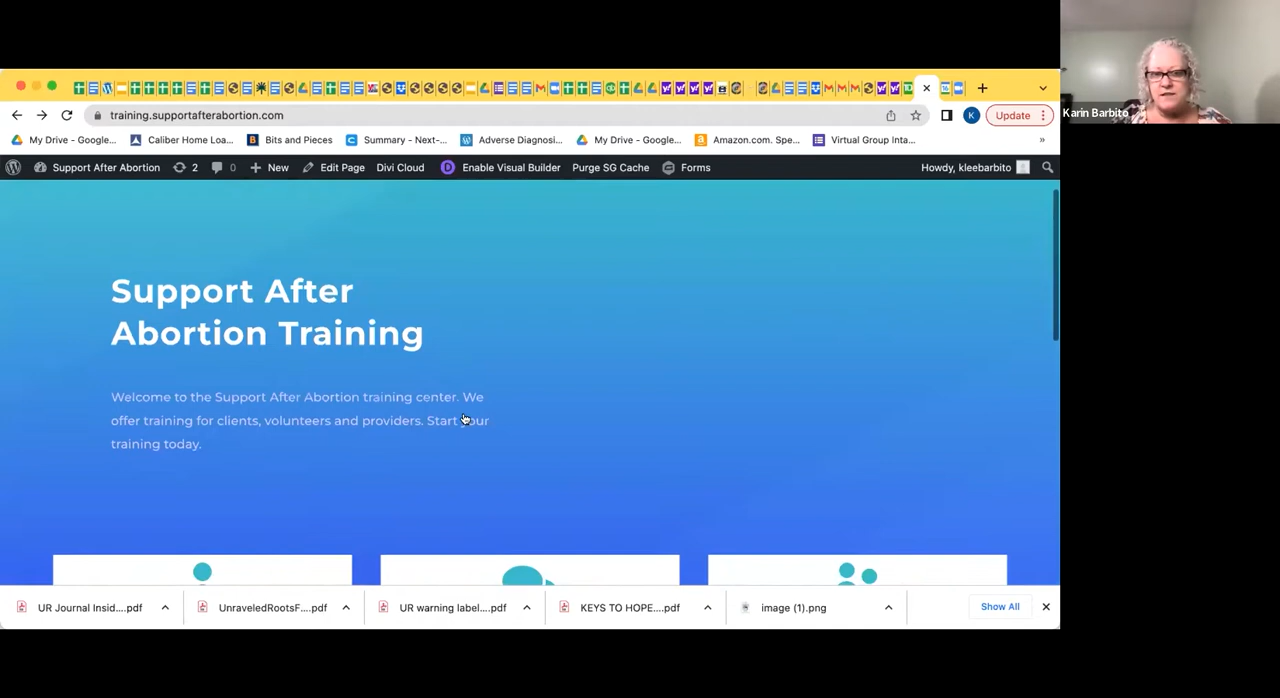 training.supportafterabortion.com
K
Update
My Drive - Google...
Caliber Home Loa...
Bits and Pieces
Summary - Next-...
Adverse Diagnosi...
My Drive - Google...
Amazon.com. Spe...
Virtual Group Inta...
»
Support After Abortion
2
0
New
Edit Page
Divi Cloud
D
Enable Visual Builder
Purge SG Cache
Forms
Howdy, kleebarbito
Karin Barbito
Support After
Abortion Training
Welcome to the Support After Abortion training center. We
offer training for clients, volunteers and providers. Start your
training today.
UR Journal Insid....pdf
UnraveledRootsF....pdf
UR warning label....pdf
KEYS TO HOPE....pdf
image (1).png
Show All